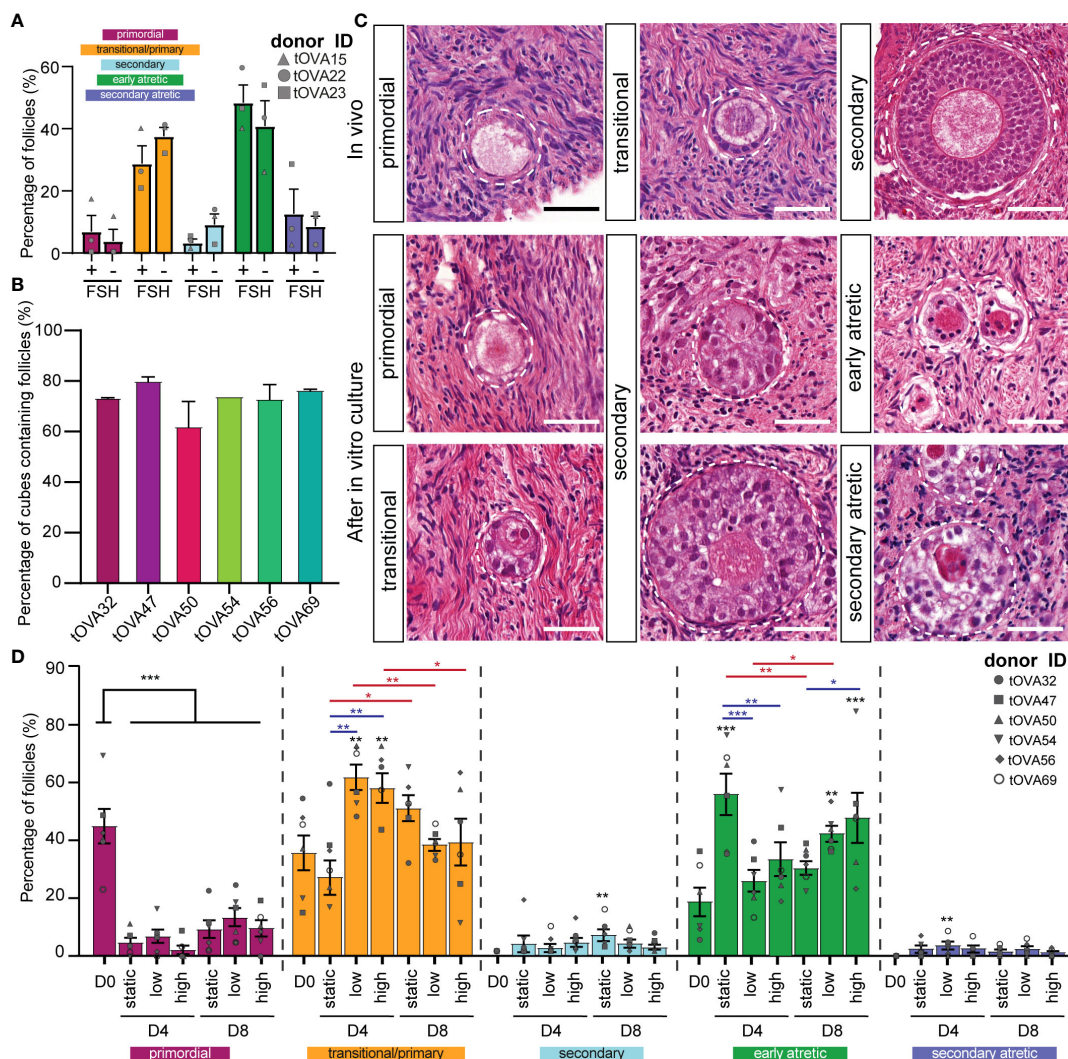 A
primordial
transitional/primary
secondary
early atretic
secondary atretic
donor ID
tOVA15
tOVA22
tOVA23
Percentage of follicles (%)
60
40
20
0
+ - + - + - + - + -
FSH FSH FSH FSH FSH
B
Percentage of cubes containing follicles (%)
100
80
60
40
20
0
tOVA32 tOVA47 tOVA50 tOVA54 tOVA56 tOVA69
C
In vivo
primordial
transitional
secondary
After in vitro culture
primordial
transitional
secondary
early atretic
secondary atretic
D
Percentage of follicles (%)
90
80
60
40
20
0
***
* ** *
** ** ** **
**
* ** * ** *** *** ** ***
**
donor ID
tOVA32
tOVA47
tOVA50
tOVA54
tOVA56
tOVA69
D0 static low high static low high D0 static low high static low high D0 static low high static low high D0 static low high static low high D0 static low high static low high
D4 D8 D4 D8 D4 D8 D4 D8 D4 D8
primordial transitional/primary secondary early atretic secondary atretic